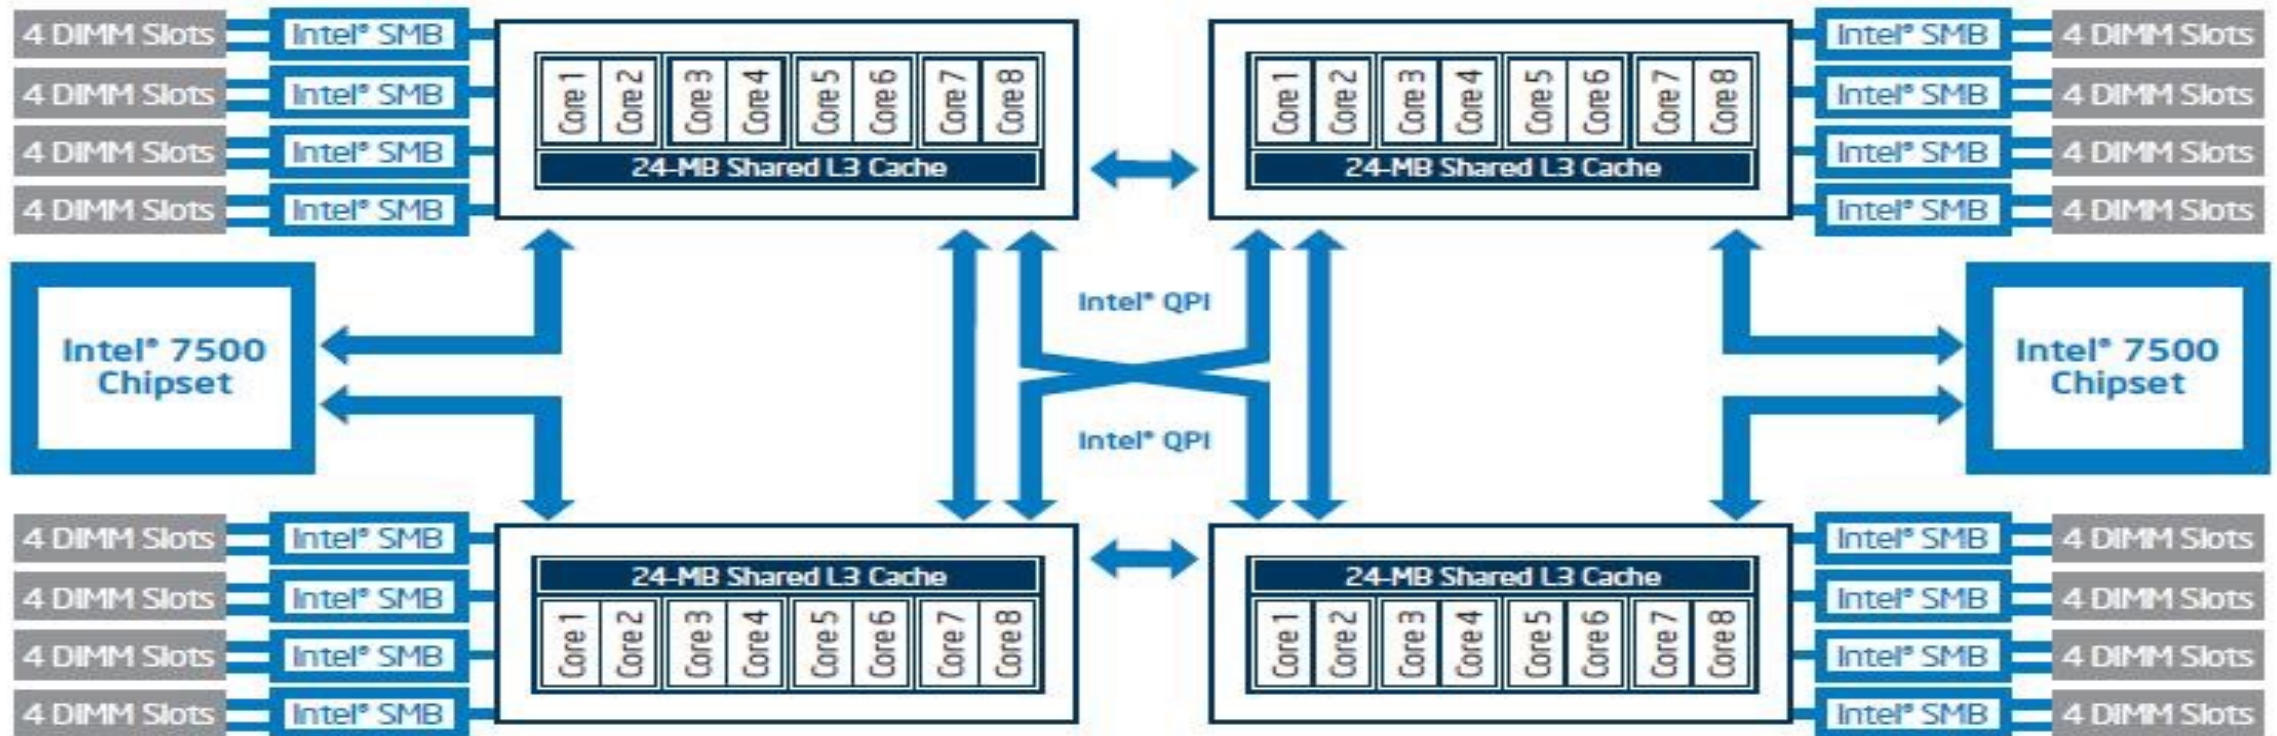 4 DIMM Slots Intel® SMB
4 DIMM Slots Intel® SMB
4 DIMM Slots Intel® SMB
4 DIMM Slots Intel® SMB
Core 1 Core 2 Core 3 Core 4 Core 5 Core 6 Core 7 Core 8
24-MB Shared L3 Cache
Core 1 Core 2 Core 3 Core 4 Core 5 Core 6 Core 7 Core 8
24-MB Shared L3 Cache
Intel® SMB 4 DIMM Slots
Intel® SMB 4 DIMM Slots
Intel® SMB 4 DIMM Slots
Intel® SMB 4 DIMM Slots
Intel® 7500
Chipset
Intel® QPI
Intel® QPI
Intel® 7500
Chipset
4 DIMM Slots Intel® SMB
4 DIMM Slots Intel® SMB
4 DIMM Slots Intel® SMB
4 DIMM Slots Intel® SMB
24-MB Shared L3 Cache
Core 1 Core 2 Core 3 Core 4 Core 5 Core 6 Core 7 Core 8
24-MB Shared L3 Cache
Core 1 Core 2 Core 3 Core 4 Core 5 Core 6 Core 7 Core 8
Intel® SMB 4 DIMM Slots
Intel® SMB 4 DIMM Slots
Intel® SMB 4 DIMM Slots
Intel® SMB 4 DIMM Slots